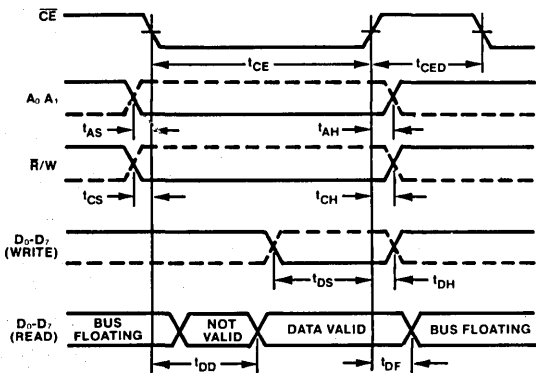 C̅E̅
tCE
tCED
A₀ A₁
tAS
tAH
R̅/W
tCS
tCH
D₀-D₇
(WRITE)
tDS
tDH
D₀-D₇
(READ)
BUS
FLOATING
NOT
VALID
DATA VALID
BUS FLOATING
tDD
tDF